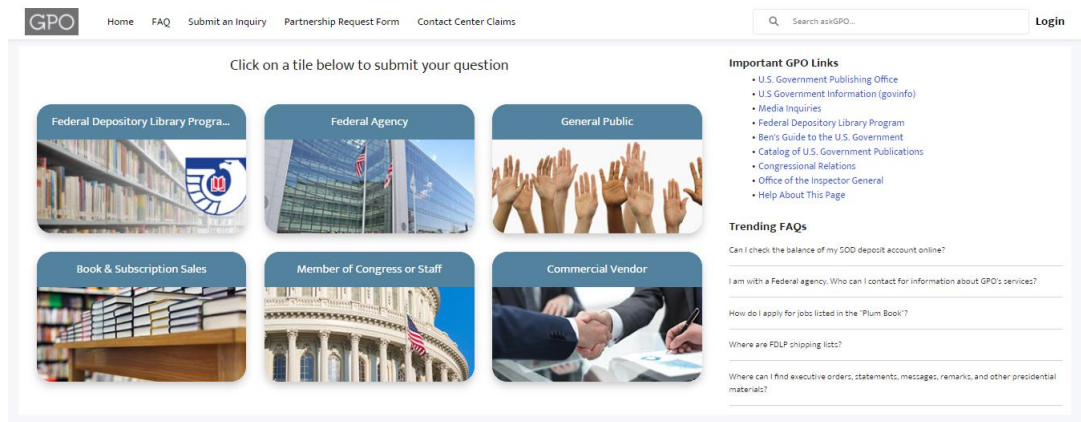 GPO
Home
FAQ
Submit an Inquiry
Partnership Request Form
Contact Center Claims
Search askGPO...
Login
Click on a tile below to submit your question
Federal Depository Library Progra...
Federal Agency
General Public
Book & Subscription Sales
Member of Congress or Staff
Commercial Vendor
Important GPO Links
• U.S. Government Publishing Office
• U.S Government Information (govinfo)
• Media Inquiries
• Federal Depository Library Program
• Ben's Guide to the U.S. Government
• Catalog of U.S. Government Publications
• Congressional Relations
• Office of the Inspector General
• Help About This Page
Trending FAQs
Can I check the balance of my SOD deposit account online?
I am with a Federal agency. Who can I contact for information about GPO's services?
How do I apply for jobs listed in the "Plum Book"?
Where are FDLP shipping lists?
Where can I find executive orders, statements, messages, remarks, and other presidential
materials?